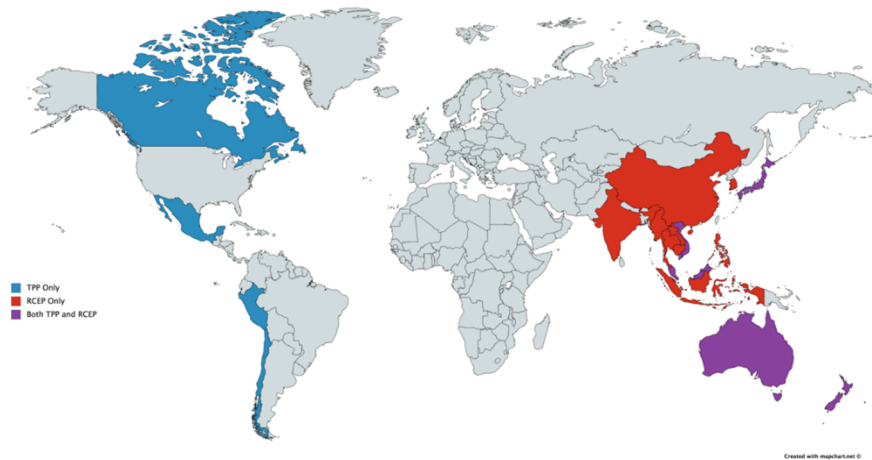 TPP Only
RCEP Only
Both TPP and RCEP
Created with mapchart.net ©